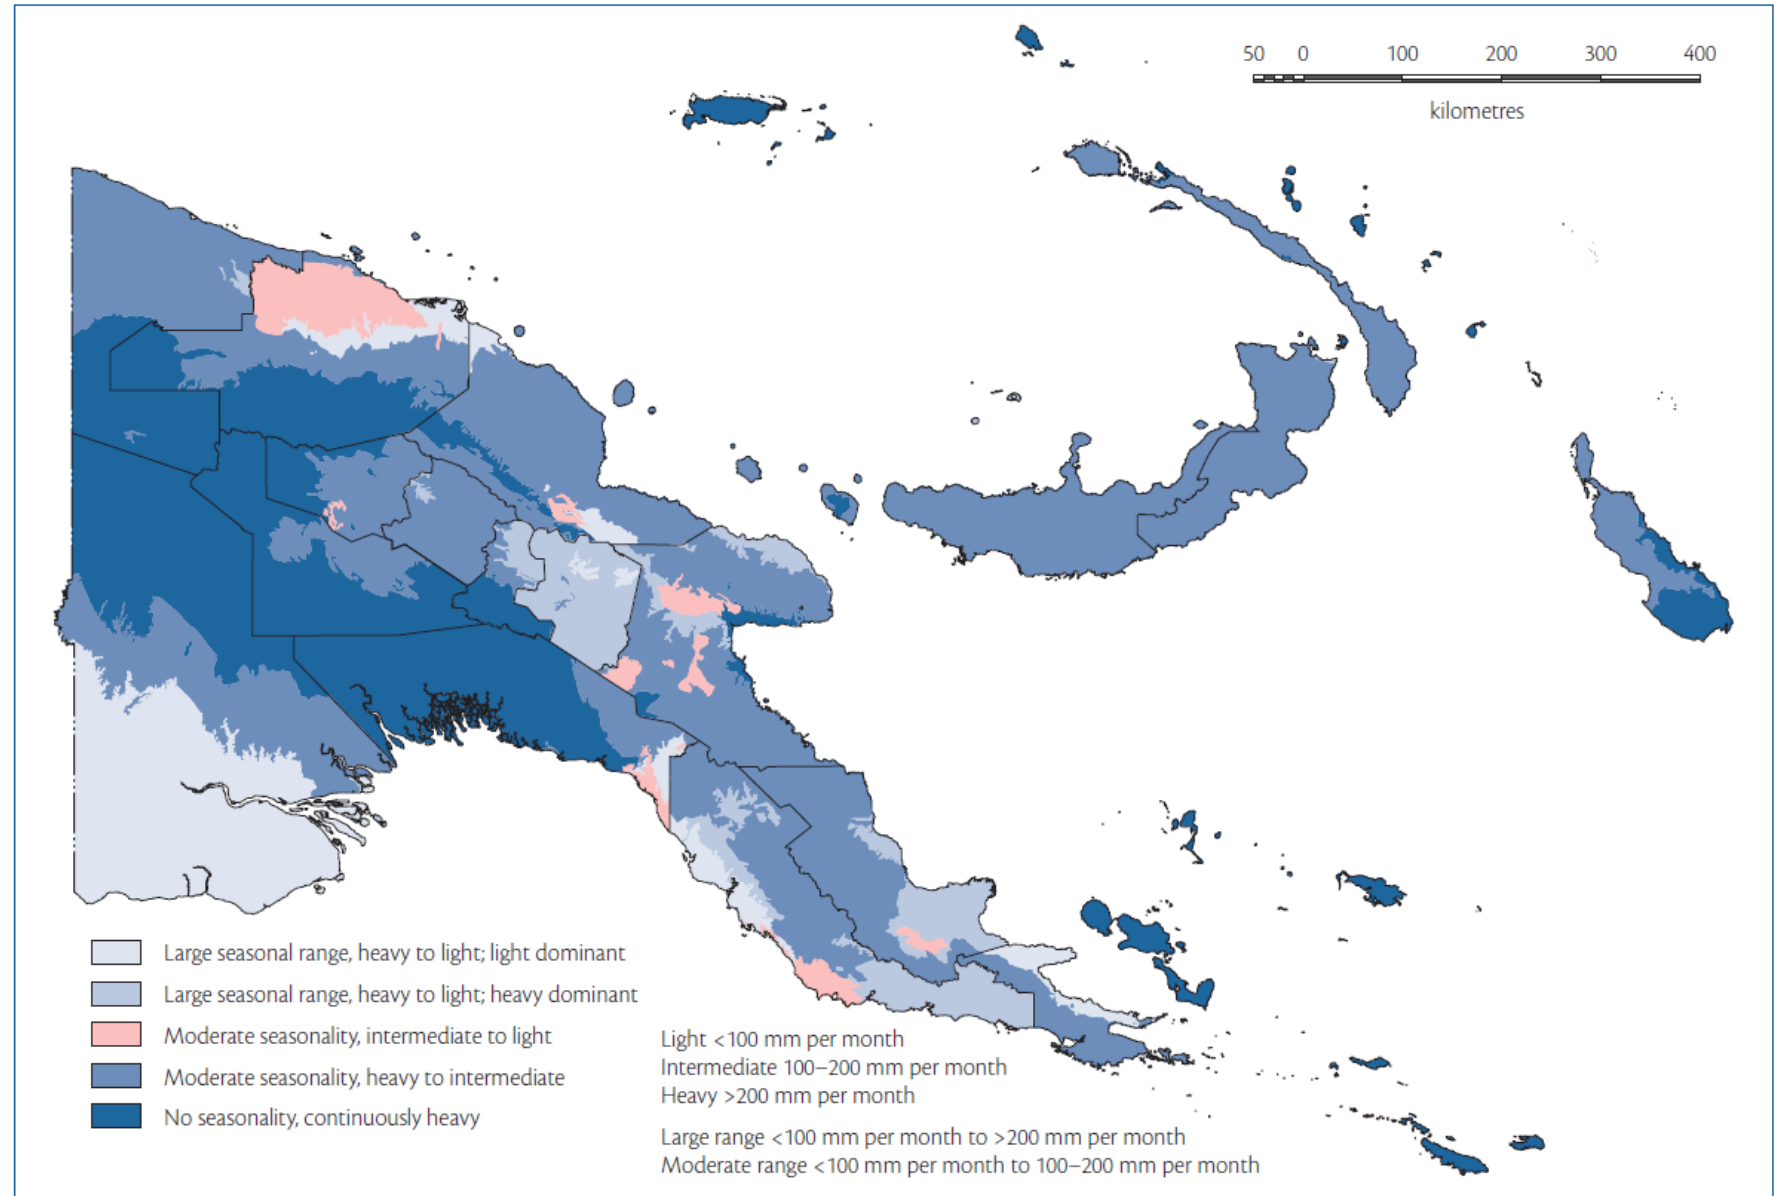 50 0 100 200 300 400
kilometres
Large seasonal range, heavy to light; light dominant
Large seasonal range, heavy to light; heavy dominant
Moderate seasonality, intermediate to light
Moderate seasonality, heavy to intermediate
No seasonality, continuously heavy
Light <100 mm per month
Intermediate 100–200 mm per month
Heavy >200 mm per month
Large range <100 mm per month to >200 mm per month
Moderate range <100 mm per month to 100–200 mm per month